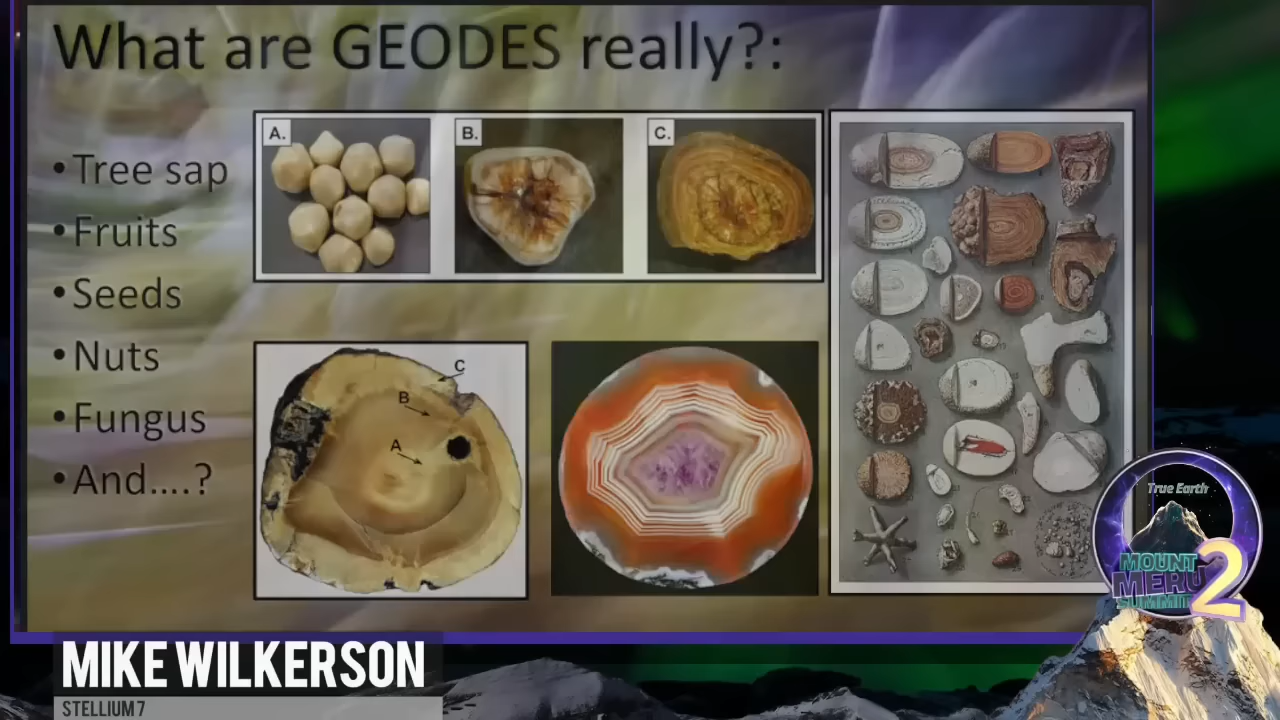 What are GEODES really?:
• Tree sap
• Fruits
• Seeds
• Nuts
• Fungus
• And....?
A.
B.
C.
C
B
A
True Earth
MOUNT
MERU
SUMMIT
2
MIKE WILKERSON
STELLIUM 7